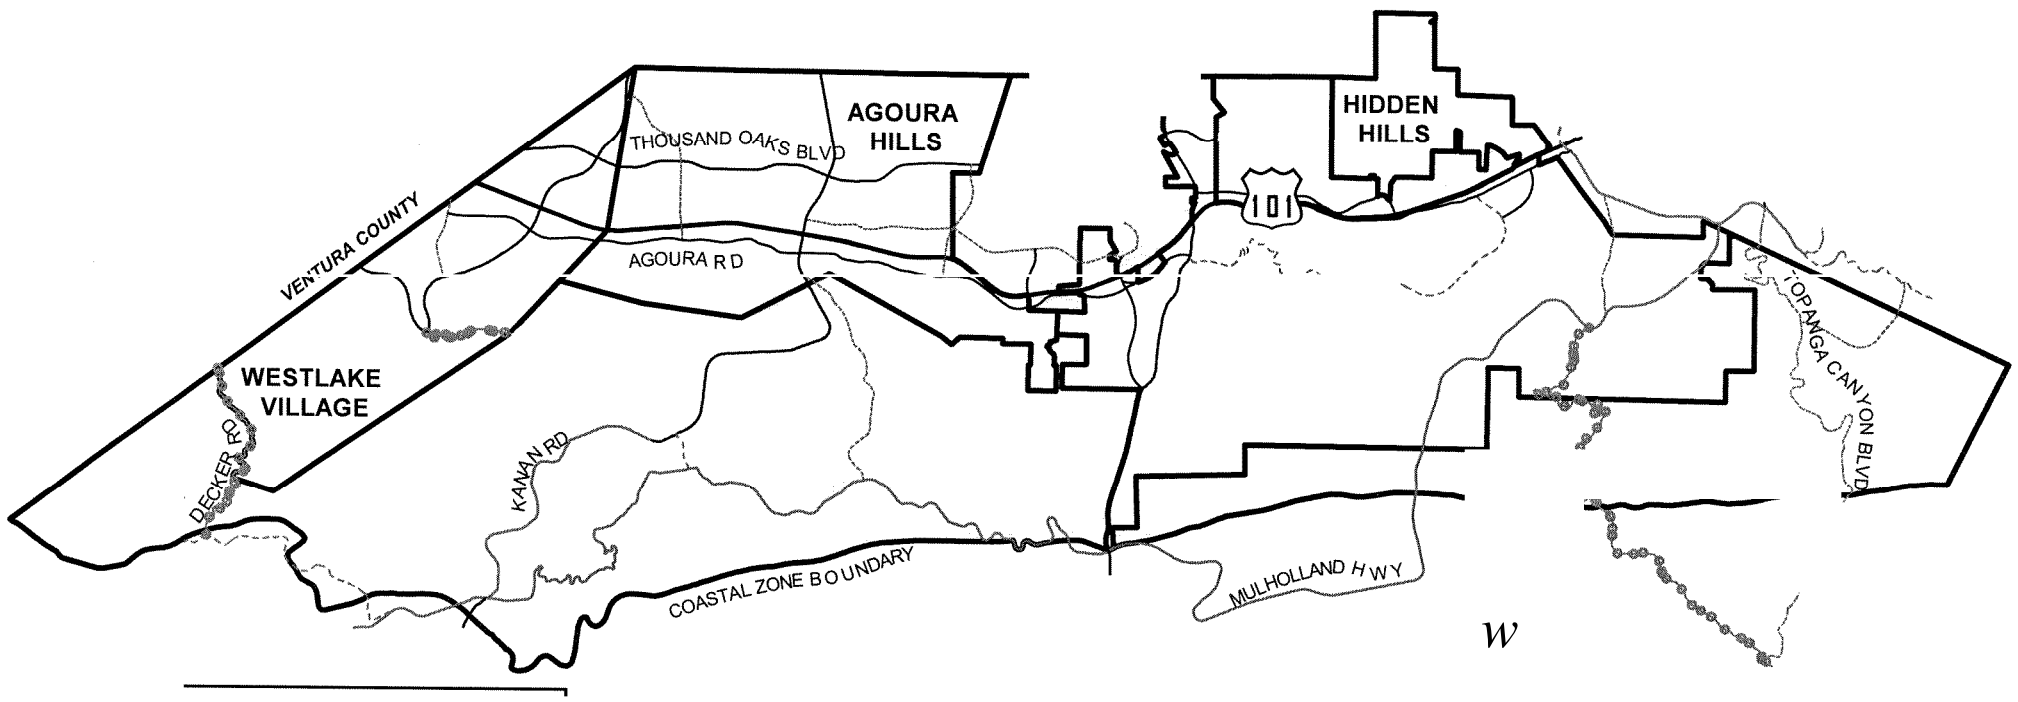 HIDDEN
HILLS
AGOURA
HILLS
THOUSAND OAKS BLVD
101
VENTURA COUNTY
AGOURA RD
TOPANGA CANYON BLVD
WESTLAKE
VILLAGE
DECKER RD
KANAN RD
COASTAL ZONE BOUNDARY
MULHOLLAND HWY
w